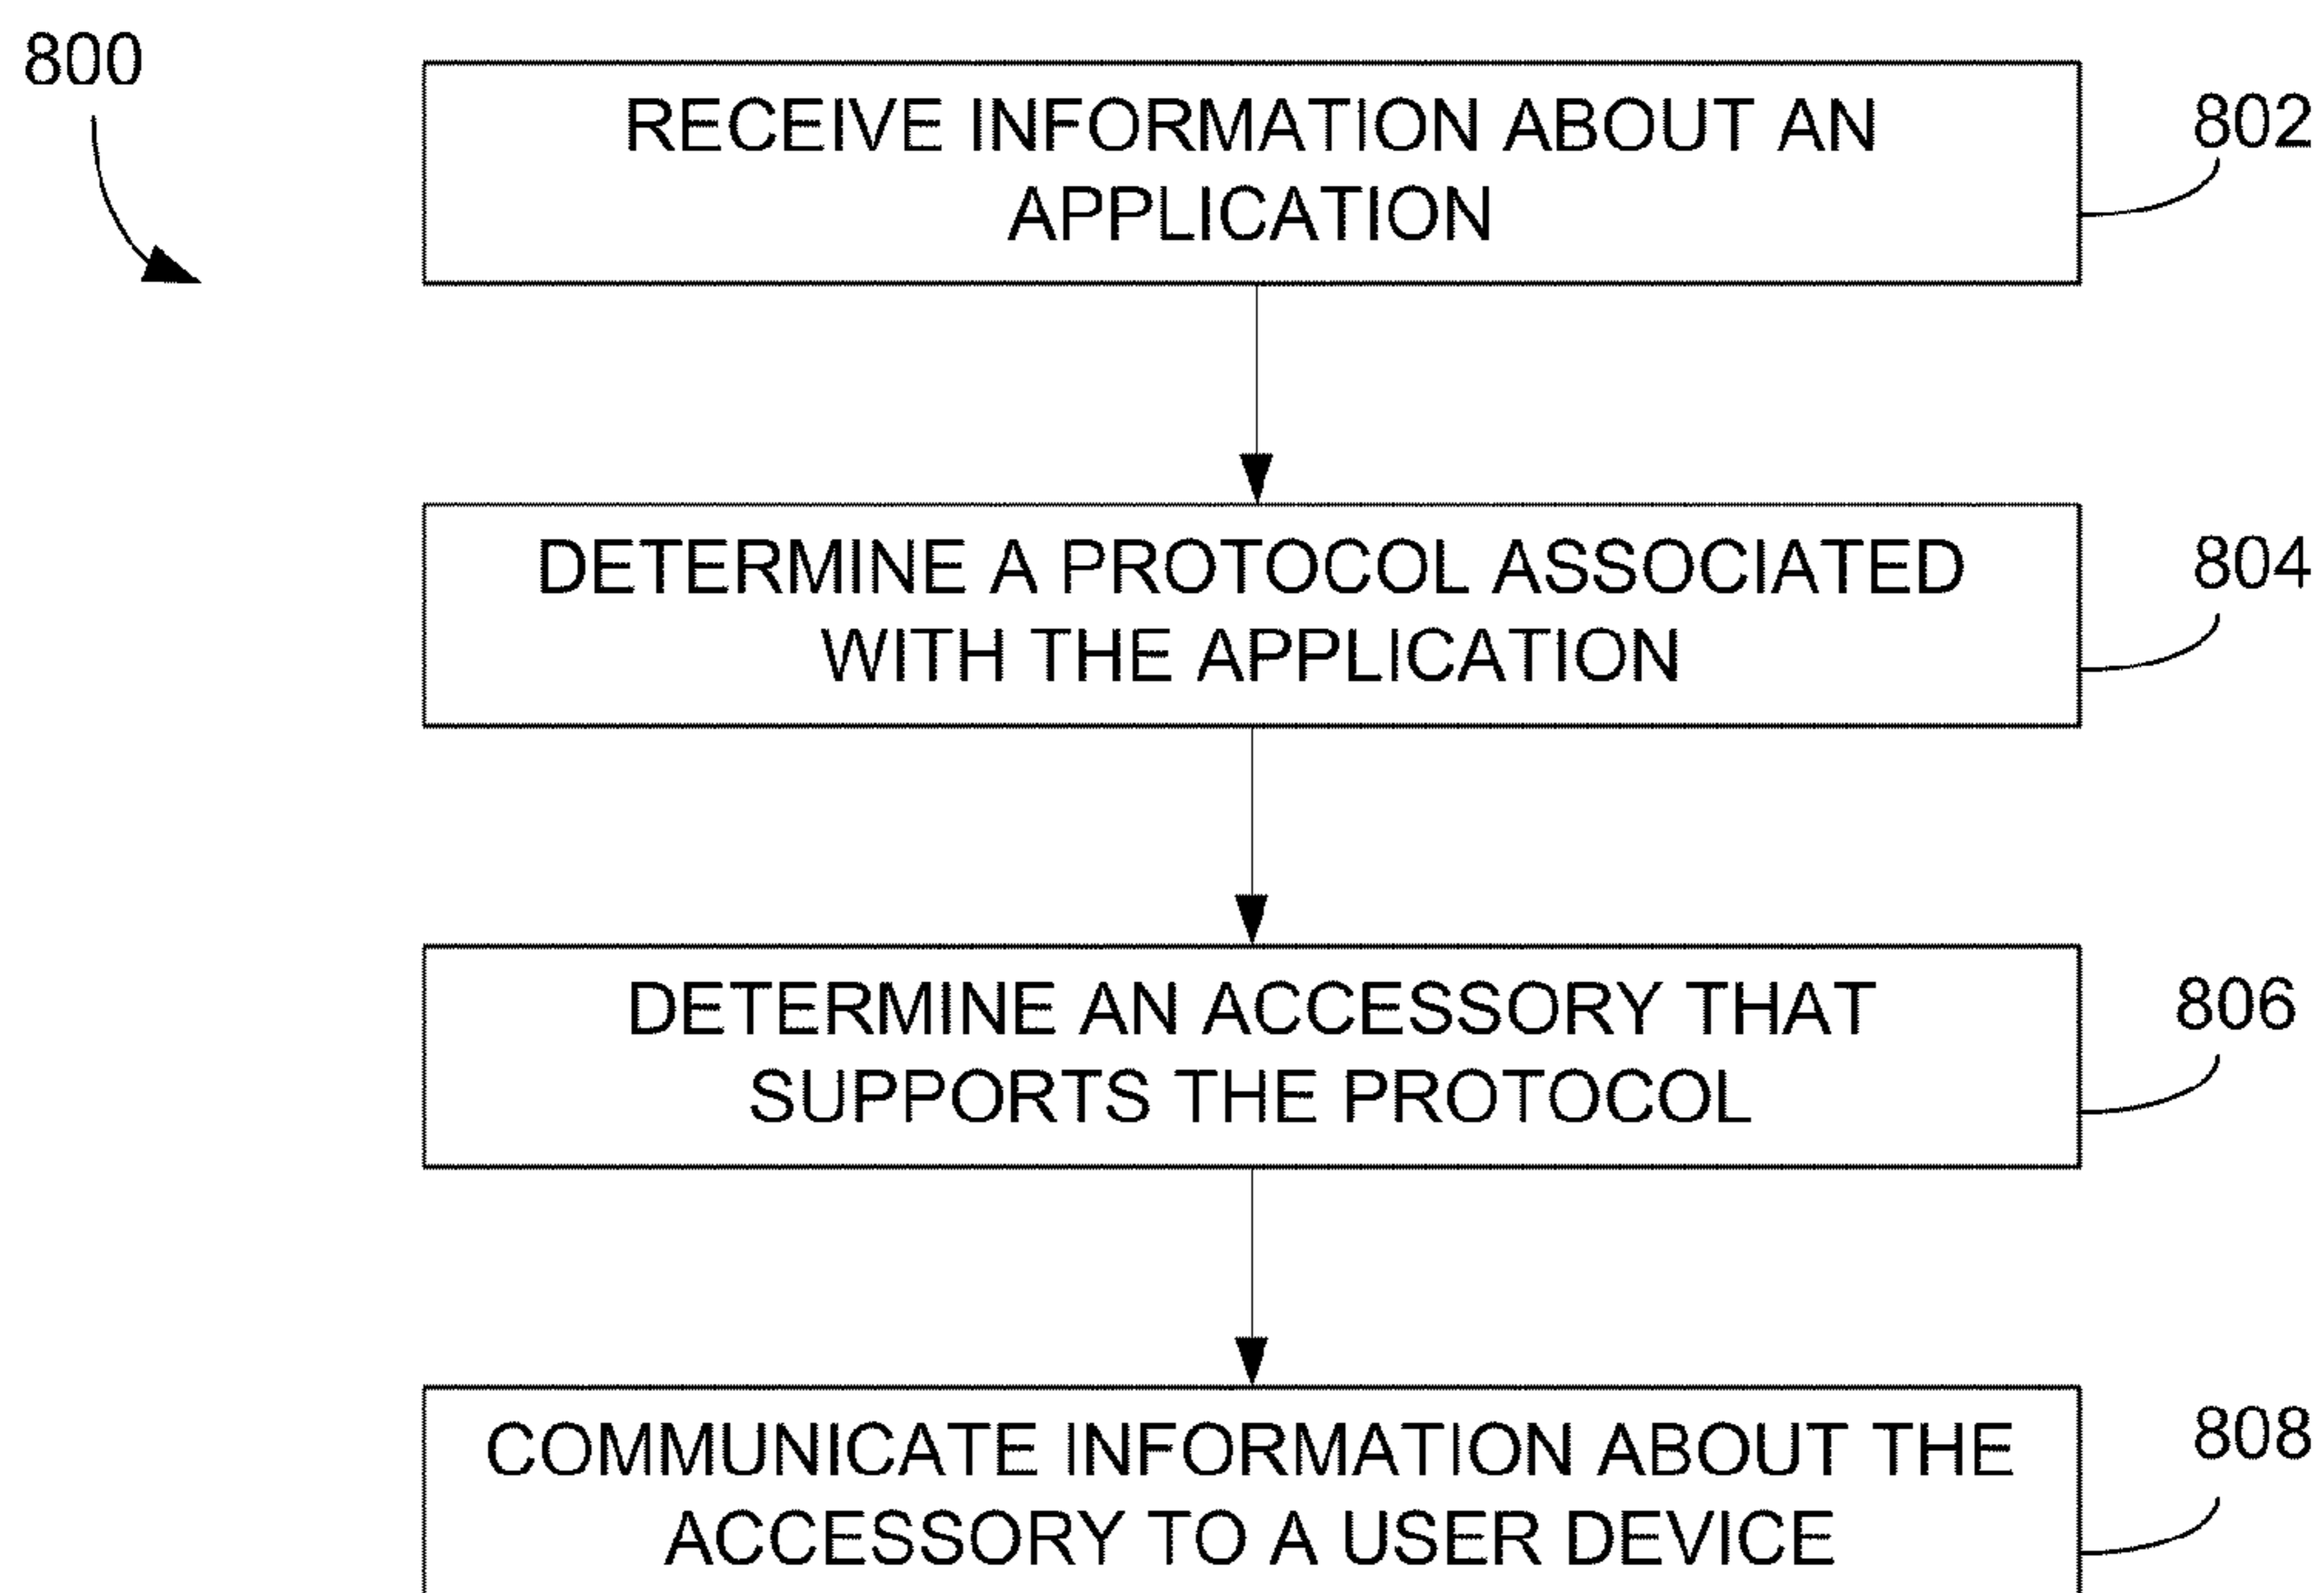 800
RECEIVE INFORMATION ABOUT AN
APPLICATION
802
DETERMINE A PROTOCOL ASSOCIATED
WITH THE APPLICATION
804
DETERMINE AN ACCESSORY THAT
SUPPORTS THE PROTOCOL
806
COMMUNICATE INFORMATION ABOUT THE
ACCESSORY TO A USER DEVICE
808